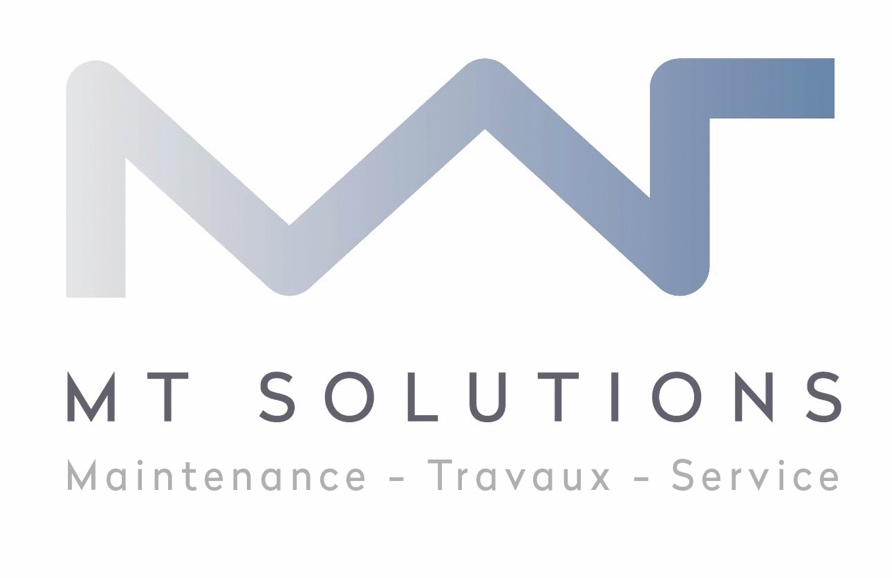 MT SOLUTIONS
Maintenance - Travaux - Service